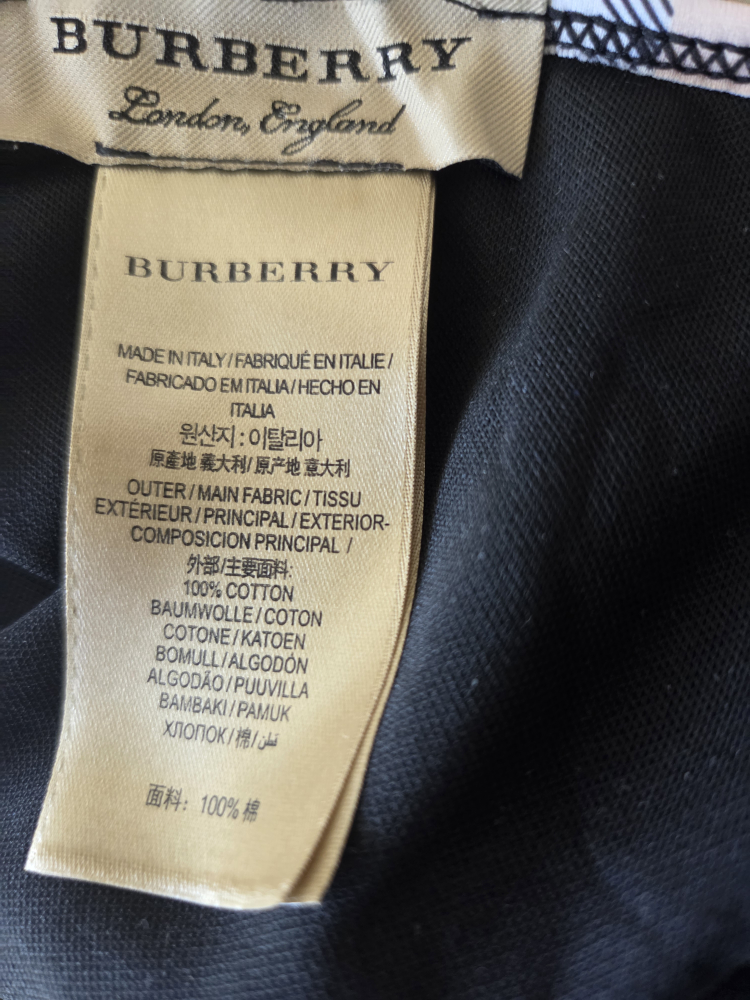 BURBERRY
London, England
BURBERRY
MADE IN ITALY / FABRIQUÉ EN ITALIE /
FABRICADO EM ITALIA / HECHO EN
ITALIA
원산지 : 이탈리아
原產地 義大利 / 原产地 意大利
OUTER / MAIN FABRIC / TISSU
EXTÉRIEUR / PRINCIPAL / EXTERIOR-
COMPOSICION PRINCIPAL /
外部/主要面料:
100% COTTON
BAUMWOLLE / COTON
COTONE / KATOEN
BOMULL / ALGODÓN
ALGODÃO / PUUVILLA
BAMBAKI / PAMUK
ХЛОПОК / 棉 / قطن
面料: 100% 棉